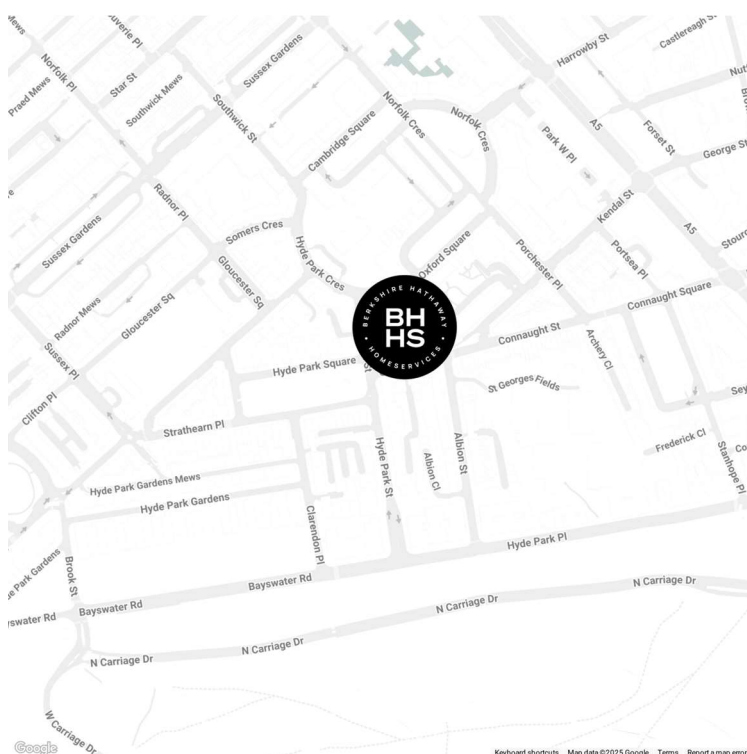 Mews
Norfolk Pl
Praed Mews
Star St
Southwick Mews
Sussex Gardens
Southwick St
Cambridge Square
Norfolk Cres
Norfolk Cres
Harrowby St
Castlereagh St
A5
Forset St
George St
Park W Pl
Kendal St
A5
Portsea Pl
Porchester Pl
Oxford Square
Radnor Pl
Somers Cres
Hyde Park Cres
Sussex Gardens
Gloucester Sq
Gloucester Sq
Radnor Mews
Sussex Pl
Clifton Pl
BERKSHIRE HATHAWAY
BH
HS
HOMESERVICES
Connaught Square
Connaught St
Archery Cl
Hyde Park Square
St
St Georges Fields
Strathearn Pl
Hyde Park St
Albion Cl
Albion St
Frederick Cl
Stanhope Pl
Hyde Park Gardens Mews
Hyde Park Gardens
Clarendon Pl
Hyde Park Pl
Brook St
Bayswater Rd
Bayswater Rd
N Carriage Dr
N Carriage Dr
N Carriage Dr
N Carriage Dr
W Carriage Dr
Google
Keyboard shortcuts Map data ©2025 Google Terms Report a map error